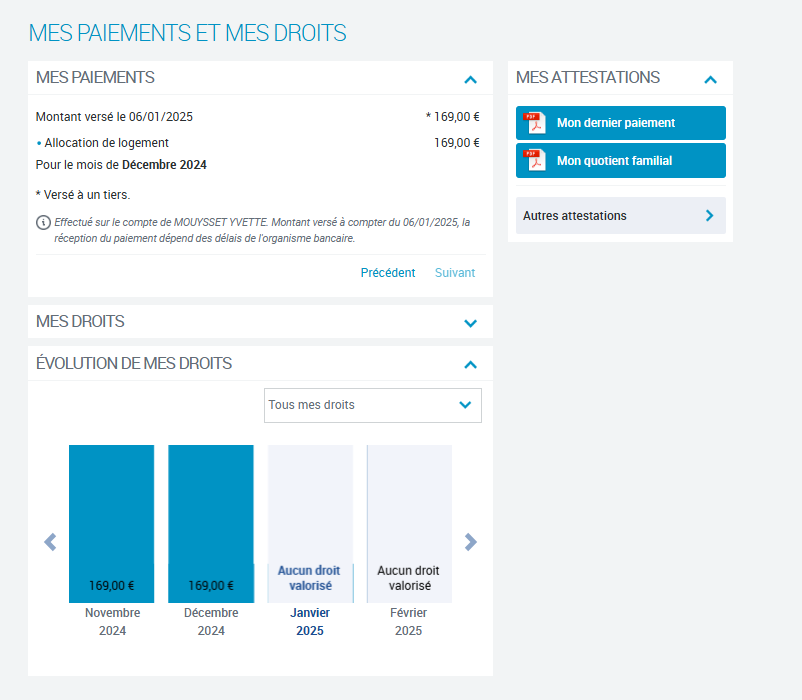 MES PAIEMENTS ET MES DROITS
MES PAIEMENTS
Montant versé le 06/01/2025 * 169,00 €
• Allocation de logement 169,00 €
Pour le mois de Décembre 2024
* Versé à un tiers.
Effectué sur le compte de MOUYSSET YVETTE. Montant versé à compter du 06/01/2025, la
réception du paiement dépend des délais de l'organisme bancaire.
Précédent Suivant
MES DROITS
ÉVOLUTION DE MES DROITS
Tous mes droits
169,00 €
Novembre
2024
169,00 €
Décembre
2024
Aucun droit
valorisé
Janvier
2025
Aucun droit
valorisé
Février
2025
MES ATTESTATIONS
PDF Mon dernier paiement
PDF Mon quotient familial
Autres attestations